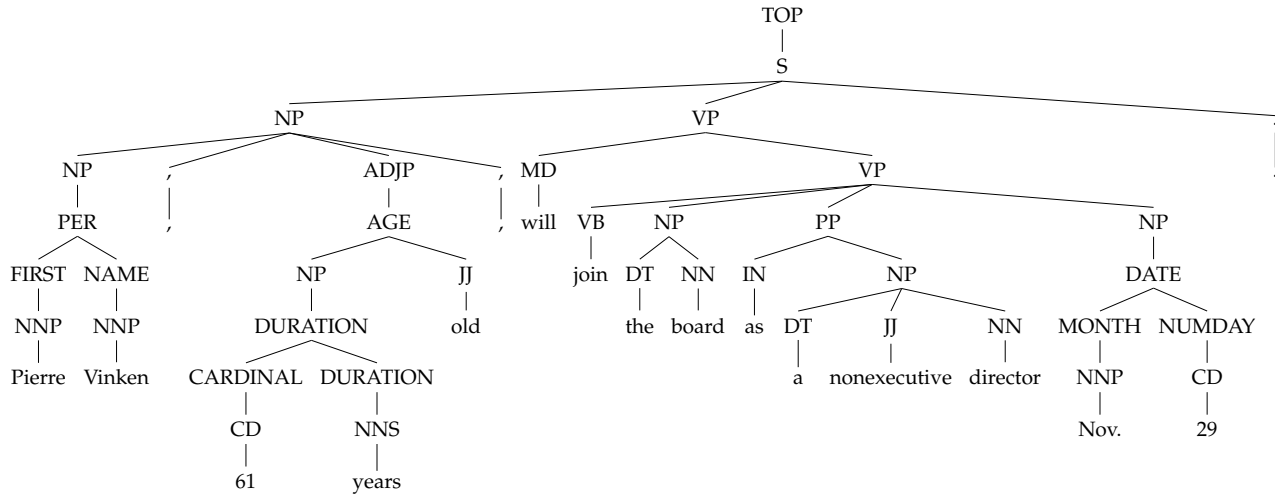 TOP
S
NP VP .
NP , ADJP , MD VP
PER , AGE , will VB NP PP NP
FIRST NAME NP JJ join DT NN IN NP DATE
NNP NNP DURATION old the board as DT JJ NN MONTH NUMDAY
Pierre Vinken CARDINAL DURATION a nonexecutive director NNP CD
CD NNS Nov. 29
61 years